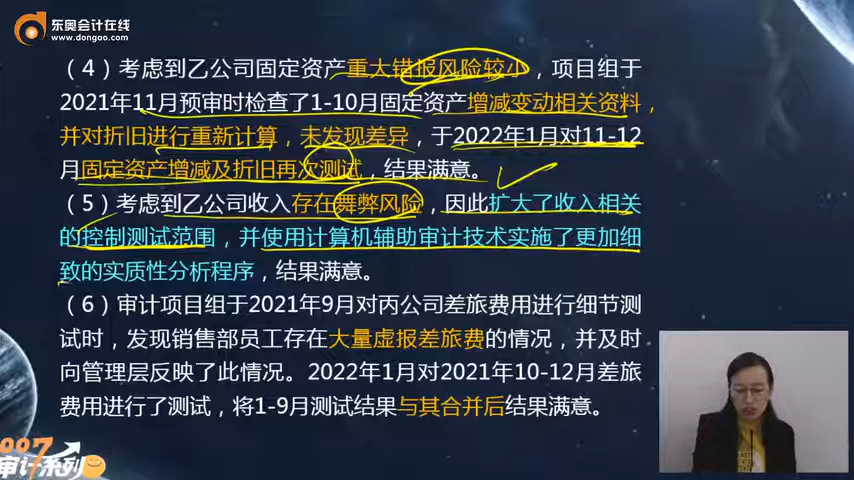 东奥会计在线
www.dongao.com
（4）考虑到乙公司固定资产重大错报风险较小，项目组于
2021年11月预审时检查了1-10月固定资产增减变动相关资料，
并对折旧进行重新计算，未发现差异，于2022年1月对11-12
月固定资产增减及折旧再次测试，结果满意。
（5）考虑到乙公司收入存在舞弊风险，因此扩大了收入相关
的控制测试范围，并使用计算机辅助审计技术实施了更加细
致的实质性分析程序，结果满意。
（6）审计项目组于2021年9月对丙公司差旅费用进行细节测
试时，发现销售部员工存在大量虚报差旅费的情况，并及时
向管理层反映了此情况。2022年1月对2021年10-12月差旅
费用进行了测试，将1-9月测试结果与其合并后结果满意。
007
审计系列